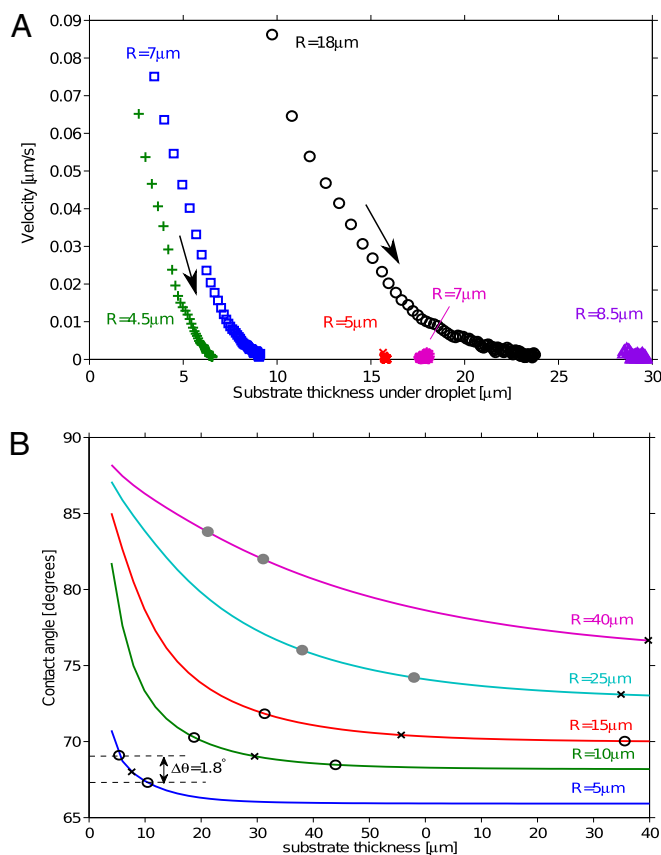 A
0.09
0.08
0.07
0.06
0.05
0.04
0.03
0.02
0.01
0
Velocity [μm/s]
R=7μm
R=18μm
R=4.5μm
R=5μm
R=7μm
R=8.5μm
0 5 10 15 20 25 30
Substrate thickness under droplet [μm]
B
90
85
80
75
70
65
Contact angle [degrees]
R=40μm
R=25μm
R=15μm
R=10μm
R=5μm
Δθ=1.8°
0 10 20 30 40 50 0 10 20 30 40
substrate thickness [μm]